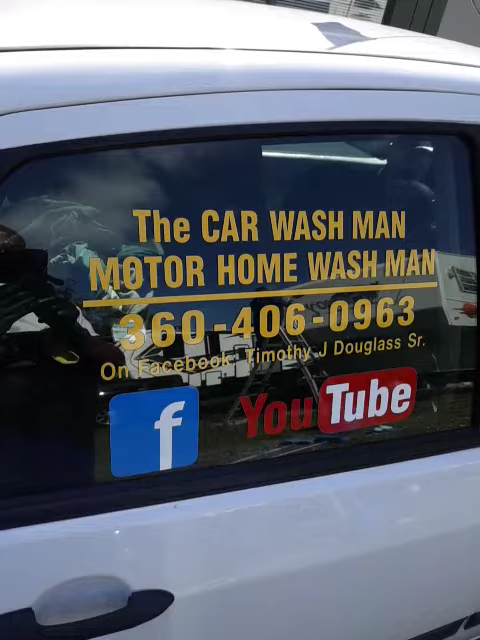 The CAR WASH MAN
MOTOR HOME WASH MAN
360-406-0963
On Facebook: Timothy J Douglass Sr.
f YouTube